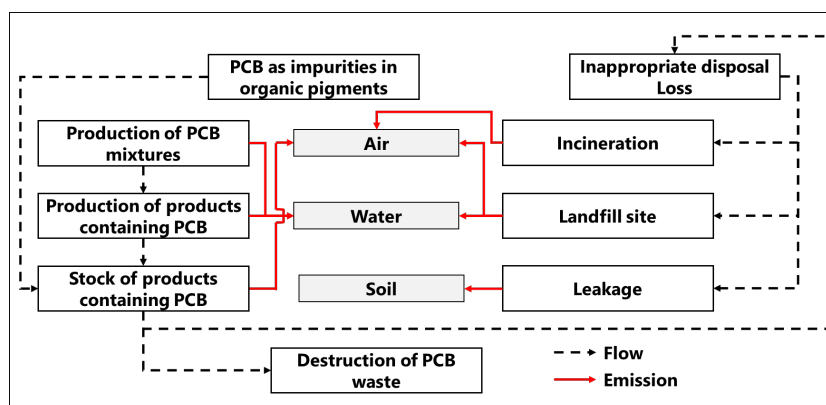 PCB as impurities in
organic pigments
Inappropriate disposal
Loss
Production of PCB
mixtures
Air
Incineration
Production of products
containing PCB
Water
Landfill site
Stock of products
containing PCB
Soil
Leakage
Destruction of PCB
waste
Flow
Emission